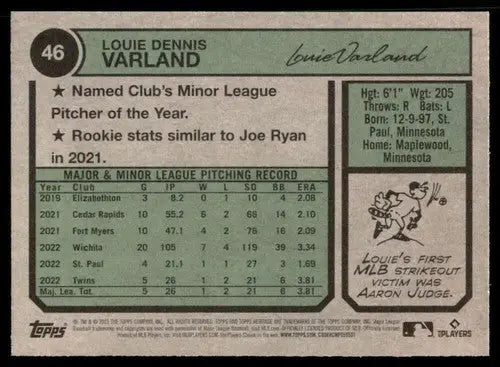 46
LOUIE DENNIS
VARLAND
Louie Varland
★ Named Club's Minor League
Pitcher of the Year.
★ Rookie stats similar to Joe Ryan
in 2021.
Hgt: 6'1" Wgt: 205
Throws: R Bats: L
Born: 12-9-97, St.
Paul, Minnesota
Home: Maplewood,
Minnesota
MAJOR & MINOR LEAGUE PITCHING RECORD
Year Club G IP W L SO BB ERA
2019 Elizabethton 3 8.2 0 1 10 4 2.08
2021 Cedar Rapids 10 55.2 6 2 66 14 2.10
2021 Fort Myers 10 47.1 4 2 76 16 2.09
2022 Wichita 20 105 7 4 119 39 3.34
2022 St. Paul 4 21.1 1 1 27 3 1.69
2022 Twins 5 26 1 2 21 6 3.81
Maj. Lea. Tot. 5 26 1 2 21 6 3.81
LOUIE'S FIRST
MLB STRIKEOUT
VICTIM WAS
AARON JUDGE.
Topps
PLAYERS